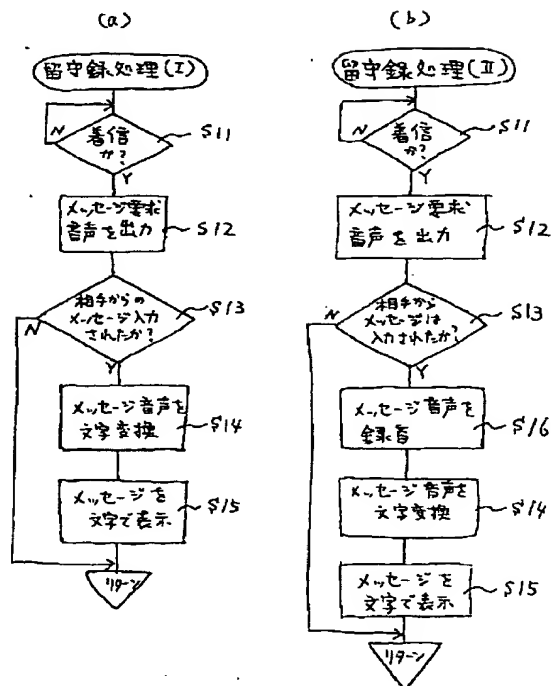 (a)
留守録処理(I)
着信
か?
N
Y
S11
メッセージ要求
音声を出力
S12
相手からの
メッセージ入力
されたか?
N
Y
S13
メッセージ音声を
文字変換
S14
メッセージを
文字で表示
S15
リターン
(b)
留守録処理(II)
着信
か?
N
Y
S11
メッセージ要求
音声を出力
S12
相手から
メッセージは
入力されたか?
N
Y
S13
メッセージ音声を
録音
S16
メッセージ音声を
文字変換
S14
メッセージを
文字で表示
S15
リターン